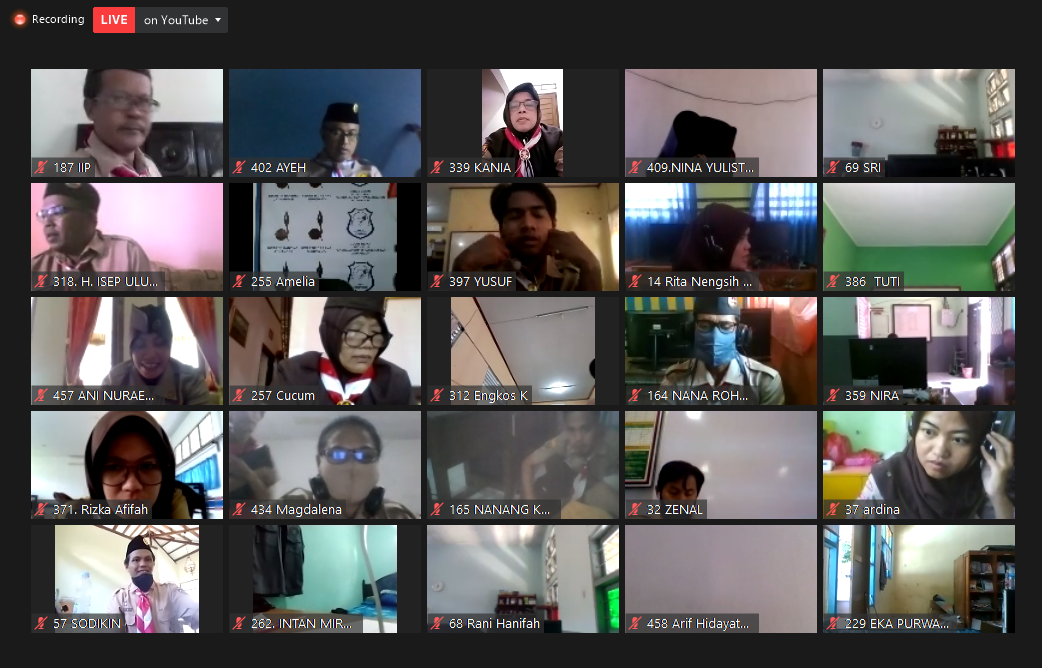 Recording LIVE on YouTube
187 IIP
402 AYEH
339 KANIA
409.NINA YULIST...
69 SRI
318. H. ISEP ULU...
255 Amelia
397 YUSUF
14 Rita Nengsih ...
386 TUTI
457 ANI NURAE...
257 Cucum
312 Engkos K
164 NANA ROH...
359 NIRA
371. Rizka Afifah
434 Magdalena
165 NANANG K...
32 ZENAL
37 ardina
57 SODIKIN
262. INTAN MIR...
68 Rani Hanifah
458 Arif Hidayat...
229 EKA PURWA...